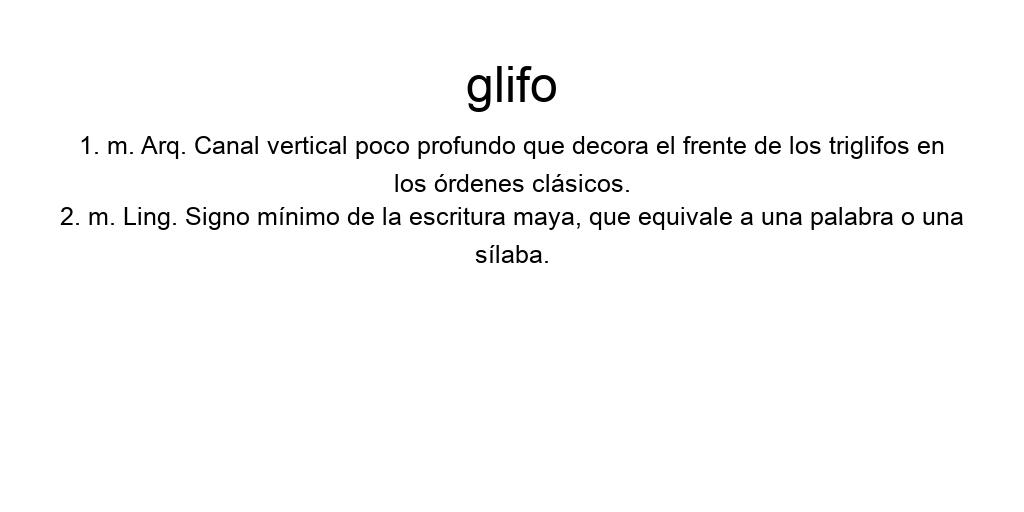 glifo
1. m. Arq. Canal vertical poco profundo que decora el frente de los triglifos en
los órdenes clásicos.
2. m. Ling. Signo mínimo de la escritura maya, que equivale a una palabra o una
sílaba.